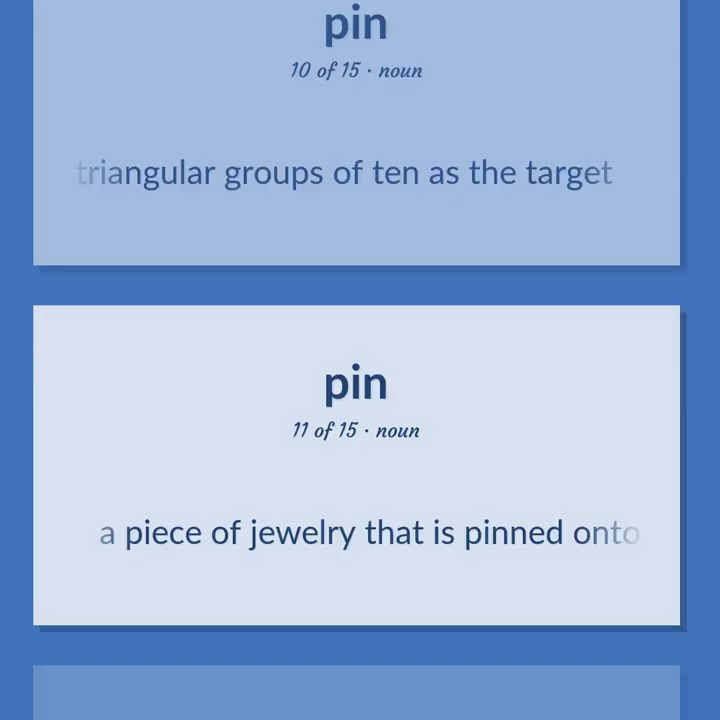 pin
10 of 15 · noun
triangular groups of ten as the target
pin
11 of 15 · noun
a piece of jewelry that is pinned onto